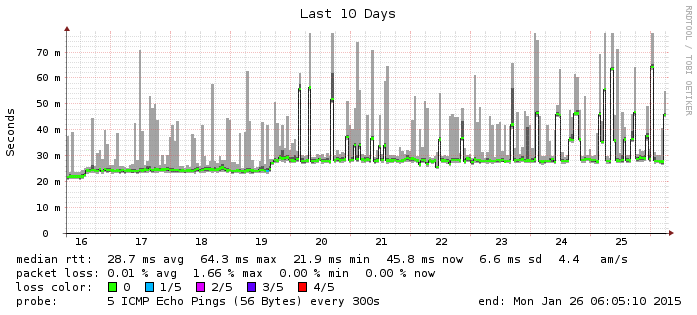 Last 10 Days
RRDTOOL / TOBI OETIKER
Seconds
70 m
60 m
50 m
40 m
30 m
20 m
10 m
0
16 17 18 19 20 21 22 23 24 25
median rtt: 28.7 ms avg 64.3 ms max 21.9 ms min 45.8 ms now 6.6 ms sd 4.4 am/s
packet loss: 0.01 % avg 1.66 % max 0.00 % min 0.00 % now
loss color: 0 1/5 2/5 3/5 4/5
probe: 5 ICMP Echo Pings (56 Bytes) every 300s end: Mon Jan 26 06:05:10 2015